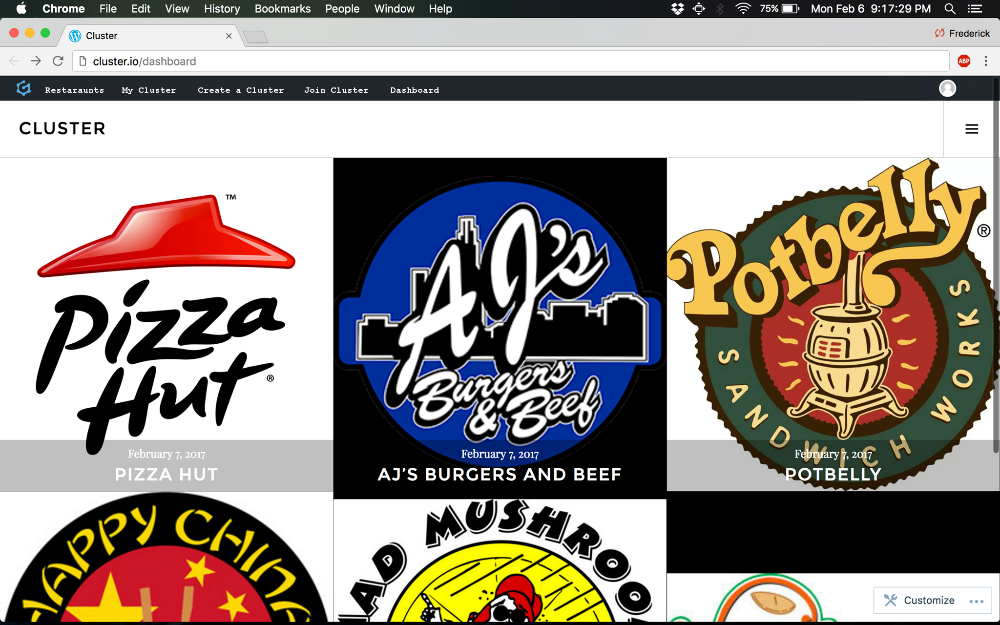 Chrome File Edit View History Bookmarks People Window Help 75% Mon Feb 6 9:17:29 PM
Cluster Frederick
cluster.io/dashboard ABP
Restaraunts My Cluster Create a Cluster Join Cluster Dashboard
CLUSTER
Pizza
Hut
™
®
February 7, 2017
PIZZA HUT
AJ's
Burgers
& Beef
February 7, 2017
AJ’S BURGERS AND BEEF
Potbelly
®
SANDWICH WORKS
February 7, 2017
POTBELLY
HAPPY CHINA
MAD MUSHROO
Customize